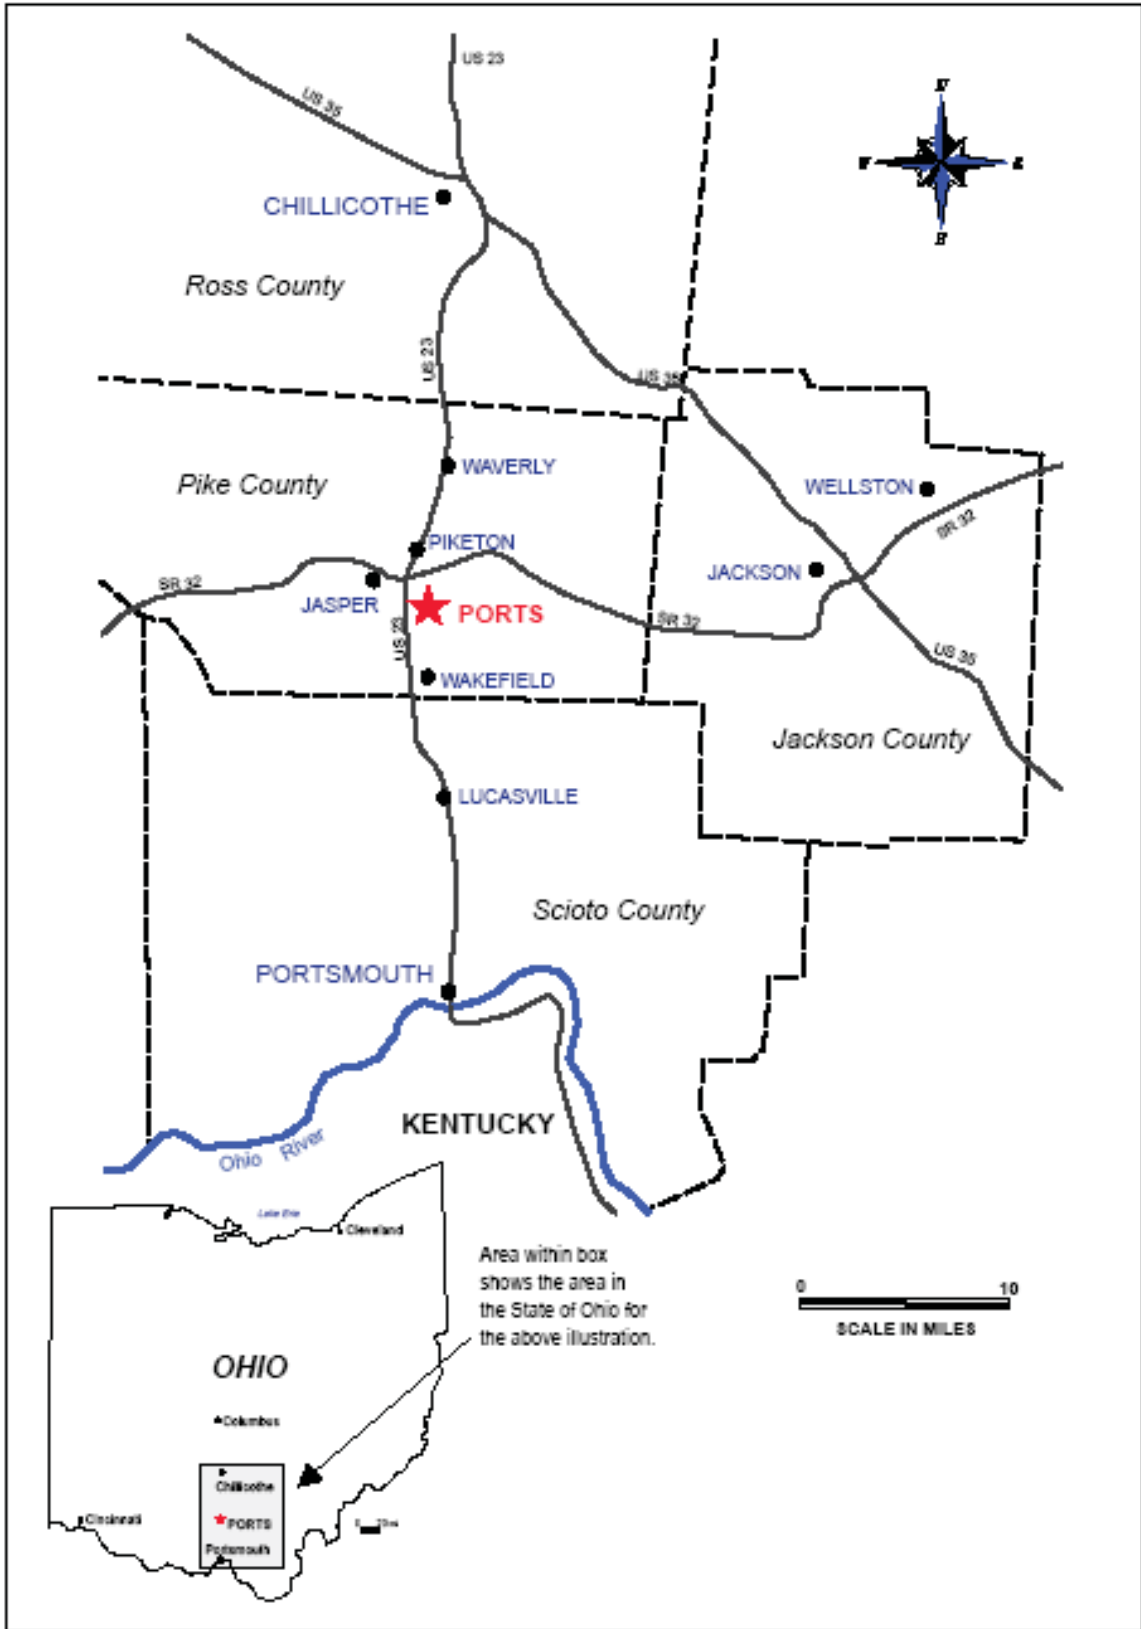 US 23
US 35
N
W
E
CHILLICOTHE
Ross County
US 23
US 35
WAVERLY
Pike County
WELLSTON
SR 32
PIKETON
JACKSON
SR 32
JASPER
PORTS
SR 32
US 23
US 35
WAKEFIELD
Jackson County
LUCASVILLE
Scioto County
PORTSMOUTH
KENTUCKY
Ohio River
Lake Erie
Cleveland
Area within box
shows the area in
the State of Ohio for
the above illustration.
0 10
SCALE IN MILES
OHIO
Columbus
Chillicothe
Cincinnati
PORTS
Portsmouth